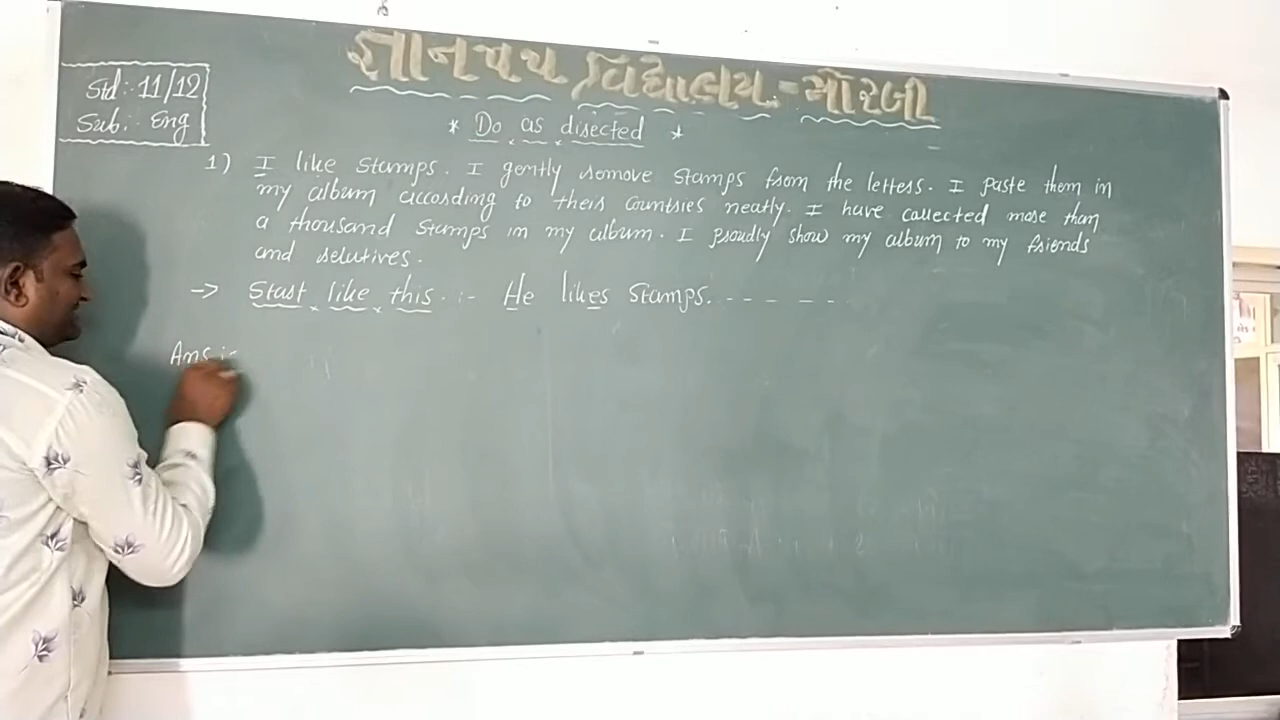 જ્ઞાનપથ વિદ્યાલય - મોરબી
Std:- 11/12
Sub:- Eng
* Do as directed *
1) I like stamps. I gently remove stamps from the letters. I paste them in
my album according to their countries neatly. I have collected more than
a thousand stamps in my album. I proudly show my album to my friends
and relatives.
-> Start like this :- He likes stamps. - - - - - -
Ans :-